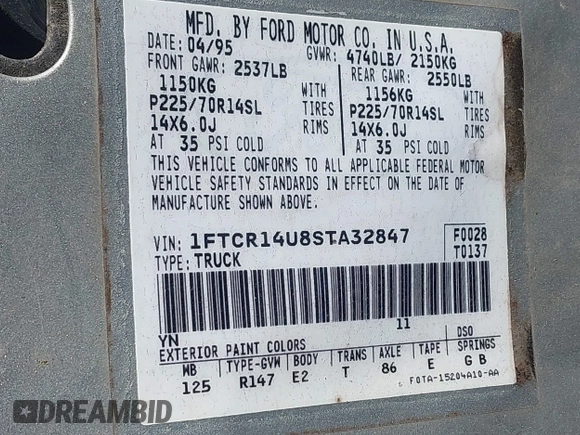 MFD. BY FORD MOTOR CO. IN U.S.A.
DATE: 04/95 GVWR: 4740LB/ 2150KG
FRONT GAWR: 2537LB REAR GAWR: 2550LB
1150KG WITH 1156KG WITH
P225/70R14SL TIRES P225/70R14SL TIRES
14X6.0J RIMS 14X6.0J RIMS
AT 35 PSI COLD AT 35 PSI COLD
THIS VEHICLE CONFORMS TO ALL APPLICABLE FEDERAL MOTOR
VEHICLE SAFETY STANDARDS IN EFFECT ON THE DATE OF
MANUFACTURE SHOWN ABOVE.
VIN: 1FTCR14U8STA32847 F0028
TYPE: TRUCK T0137
YN 11
EXTERIOR PAINT COLORS DSO
WB TYPE-GVW BODY TRANS AXLE TAPE SPRINGS
125 R147 E2 T 86 E G B
F0TA-15204A10-AA
DREAMBID